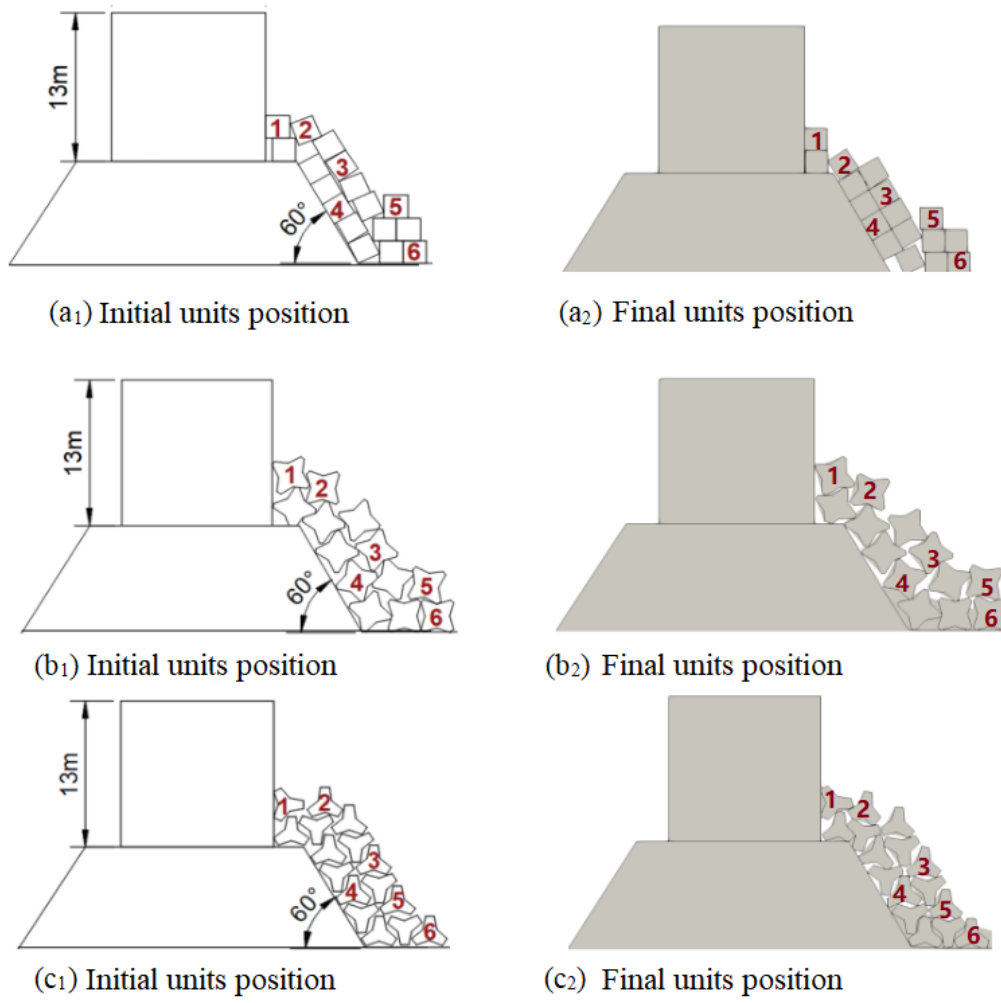 13m
1 2
3
4 5
60° 6
1
2
3
4 5
6
(a₁) Initial units position
(a₂) Final units position
13m
1 2
3
4 5
60° 6
1 2
3
4 5
6
(b₁) Initial units position
(b₂) Final units position
13m
1 2
3
4 5
60° 6
1 2
3
4 5
6
(c₁) Initial units position
(c₂) Final units position